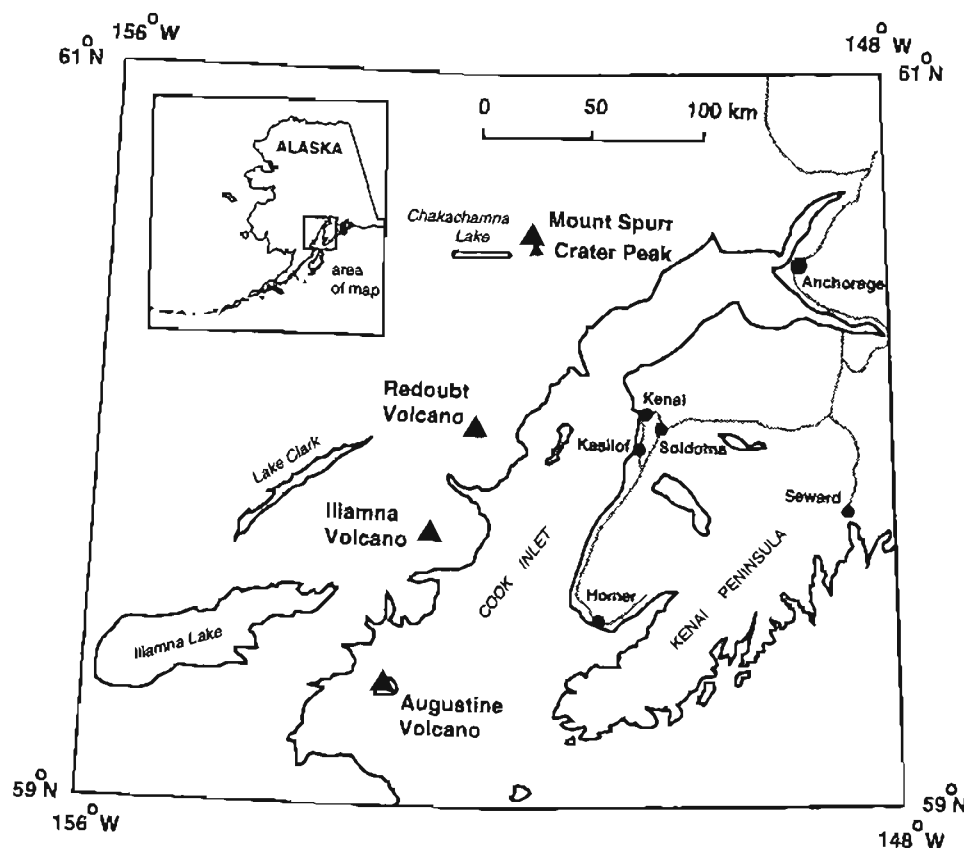 156°W
61°N
148°W
61°N
0 50 100 km
ALASKA
area
of map
Chakachamna
Lake
Mount Spurr
Crater Peak
Anchorage
Redoubt
Volcano
Kenai
Kasilof
Soldotna
Lake Clark
Iliamna
Volcano
Seward
COOK INLET
KENAI PENINSULA
Homer
Iliamna Lake
Augustine
Volcano
59°N
156°W
59°N
148°W